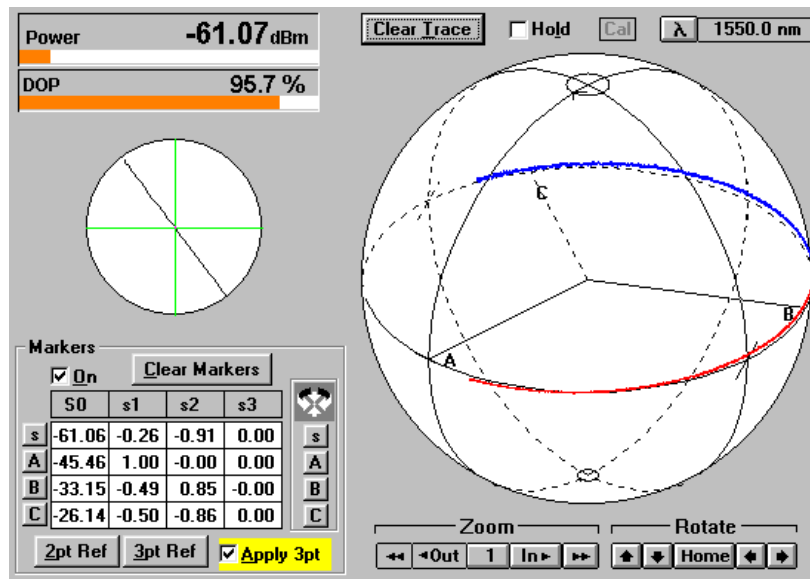 Power -61.07 dBm
DOP 95.7 %
Clear Trace Hold Cal λ 1550.0 nm
C
B
A
Markers
On Clear Markers
S0 s1 s2 s3
s -61.06 -0.26 -0.91 0.00 s
A -45.46 1.00 -0.00 0.00 A
B -33.15 -0.49 0.85 -0.00 B
C -26.14 -0.50 -0.86 0.00 C
2pt Ref 3pt Ref Apply 3pt
Zoom Rotate
Out 1 In Home